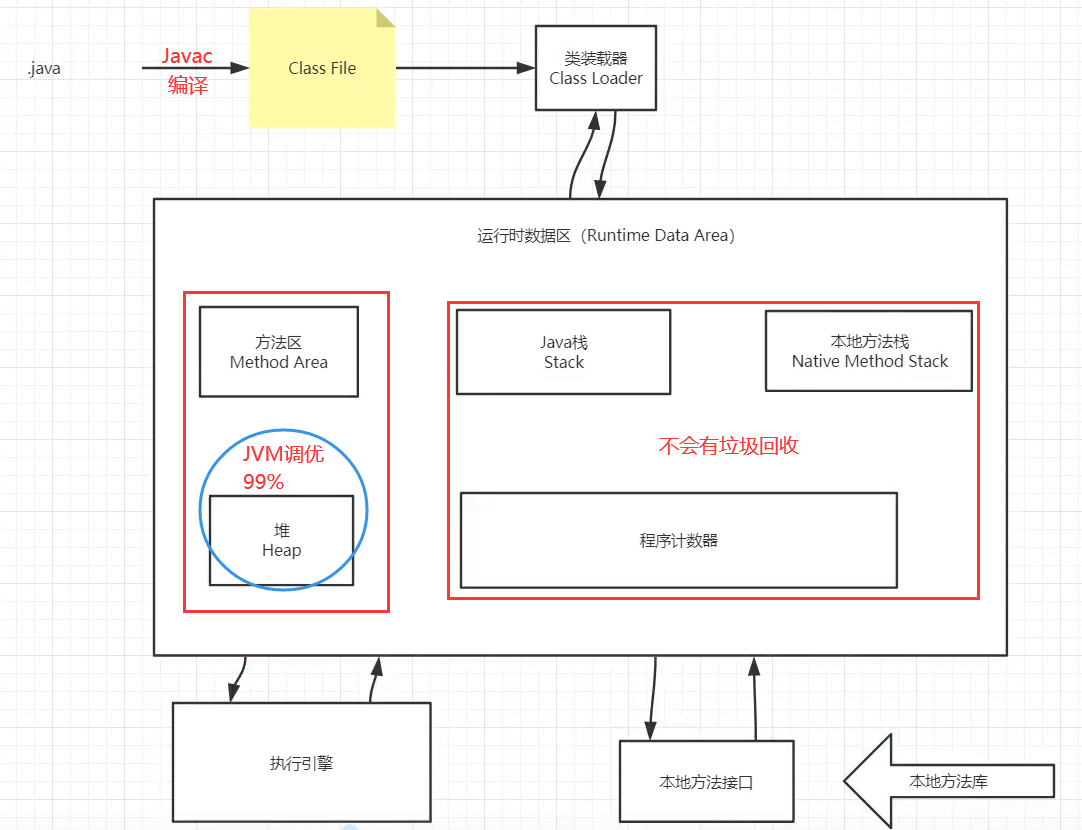 .java
Javac
编译
Class File
类装载器
Class Loader
运行时数据区（Runtime Data Area）
方法区
Method Area
Java栈
Stack
本地方法栈
Native Method Stack
JVM调优
99%
不会有垃圾回收
堆
Heap
程序计数器
执行引擎
本地方法接口
本地方法库